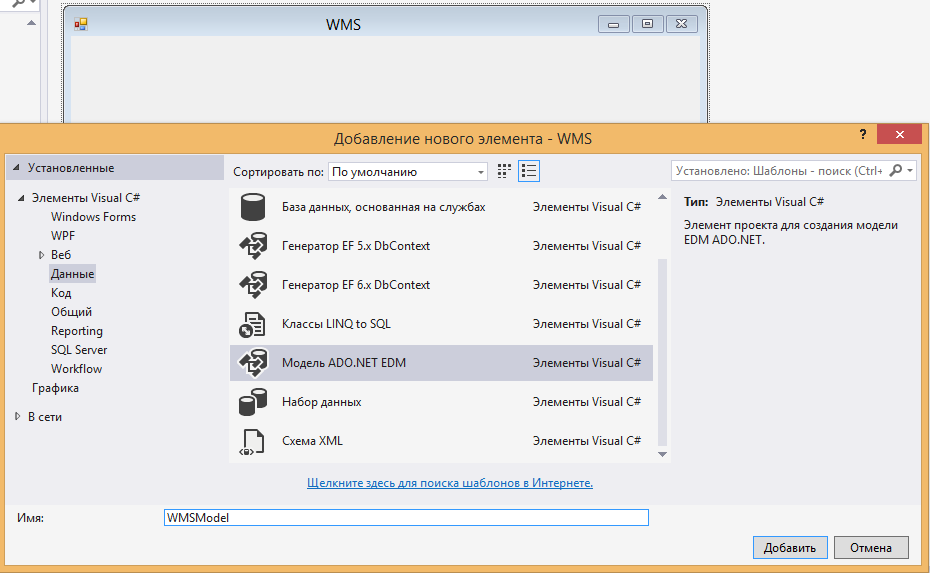 WMS
Добавление нового элемента - WMS
?
Установленные
Сортировать по: По умолчанию
Установлено: Шаблоны - поиск (Ctrl+
Элементы Visual C#
Windows Forms
WPF
Веб
Данные
Код
Общий
Reporting
SQL Server
Workflow
Графика
В сети
База данных, основанная на службах Элементы Visual C#
Генератор EF 5.x DbContext Элементы Visual C#
Генератор EF 6.x DbContext Элементы Visual C#
Классы LINQ to SQL Элементы Visual C#
Модель ADO.NET EDM Элементы Visual C#
Набор данных Элементы Visual C#
Схема XML Элементы Visual C#
Тип: Элементы Visual C#
Элемент проекта для создания модели
EDM ADO.NET.
Щелкните здесь для поиска шаблонов в Интернете.
Имя: WMSModel
Добавить Отмена